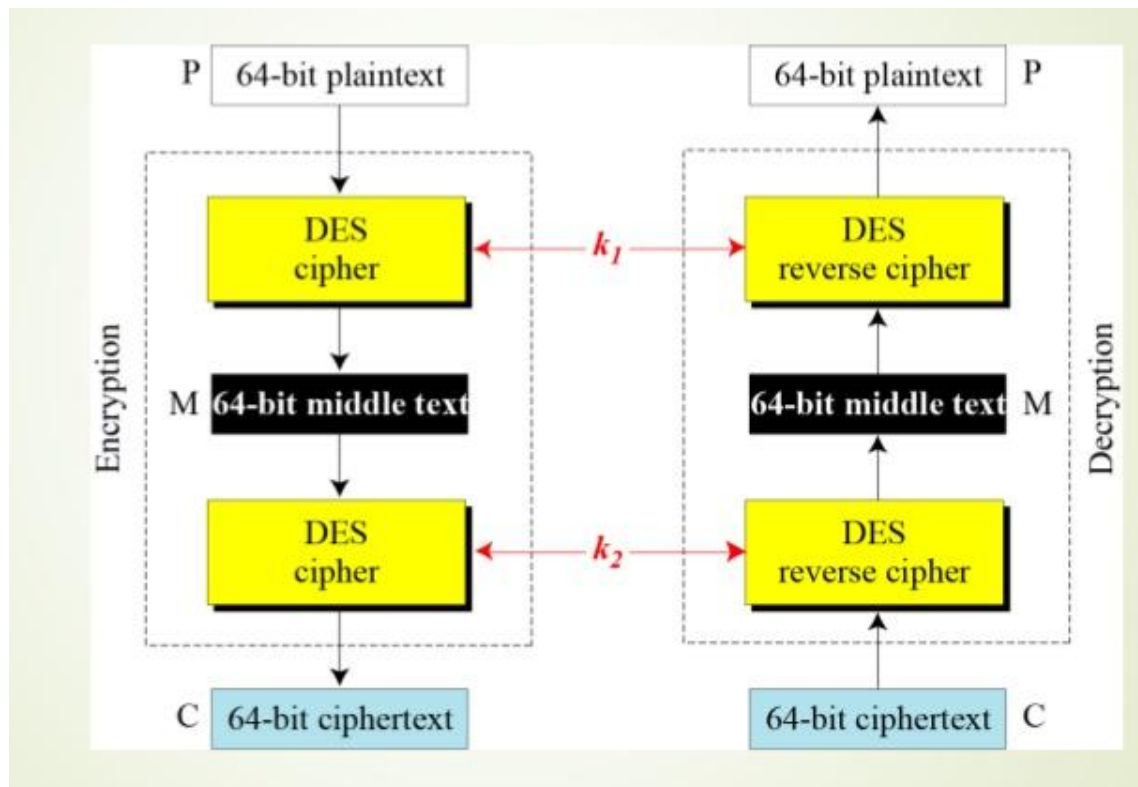 P
64-bit plaintext
64-bit plaintext
P
DES
cipher
k1
DES
reverse cipher
Encryption
M
64-bit middle text
64-bit middle text
M
Decryption
DES
cipher
k2
DES
reverse cipher
C
64-bit ciphertext
64-bit ciphertext
C